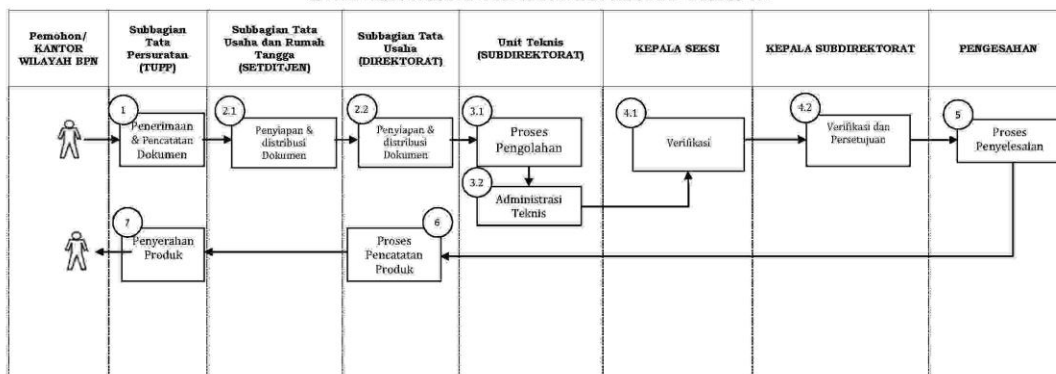 Pemohon/
KANTOR
WILAYAH BPN
Subbagian
Tata
Persuratan
(TUPP)
Subbagian Tata
Usaha dan Rumah
Tangga
(SETDITJEN)
Subbagian Tata
Usaha
(DIREKTORAT)
Unit Teknis
(SUBDIREKTORAT)
KEPALA SEKSI
KEPALA SUBDIREKTORAT
PENGESAHAN
1
Penerimaan
& Pencatatan
Dokumen
2.1
Penyiapan &
distribusi
Dokumen
2.2
Penyiapan &
distribusi
Dokumen
3.1
Proses
Pengolahan
3.2
Administrasi
Teknis
4.1
Verifikasi
4.2
Verifikasi dan
Persetujuan
5
Proses
Penyelesaian
6
Proses
Pencatatan
Produk
7
Penyerahan
Produk